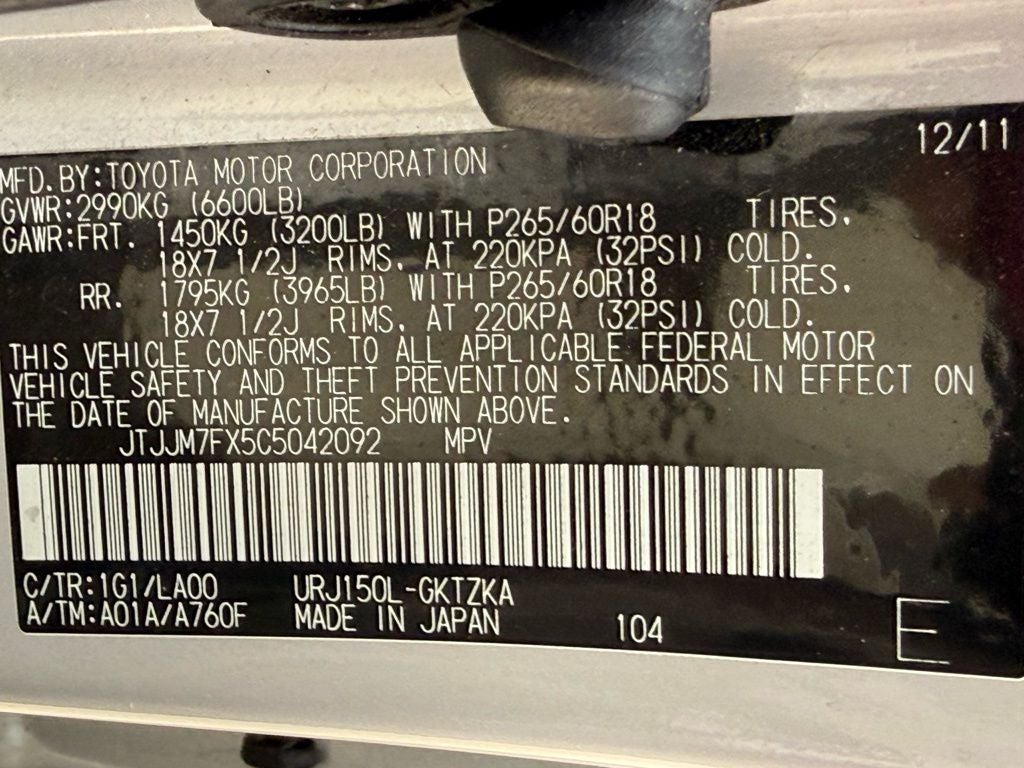 12/11
MFD.BY:TOYOTA MOTOR CORPORATION
GVWR:2990KG (6600LB)
GAWR:FRT. 1450KG (3200LB) WITH P265/60R18 TIRES,
18X7 1/2J RIMS, AT 220KPA (32PSI) COLD.
RR. 1795KG (3965LB) WITH P265/60R18 TIRES,
18X7 1/2J RIMS, AT 220KPA (32PSI) COLD.
THIS VEHICLE CONFORMS TO ALL APPLICABLE FEDERAL MOTOR
VEHICLE SAFETY AND THEFT PREVENTION STANDARDS IN EFFECT ON
THE DATE OF MANUFACTURE SHOWN ABOVE.
JTJJM7FX5C5042092 MPV
C/TR:1G1/LA00 URJ150L-GKTZKA
A/TM:A01A/A760F MADE IN JAPAN 104 E